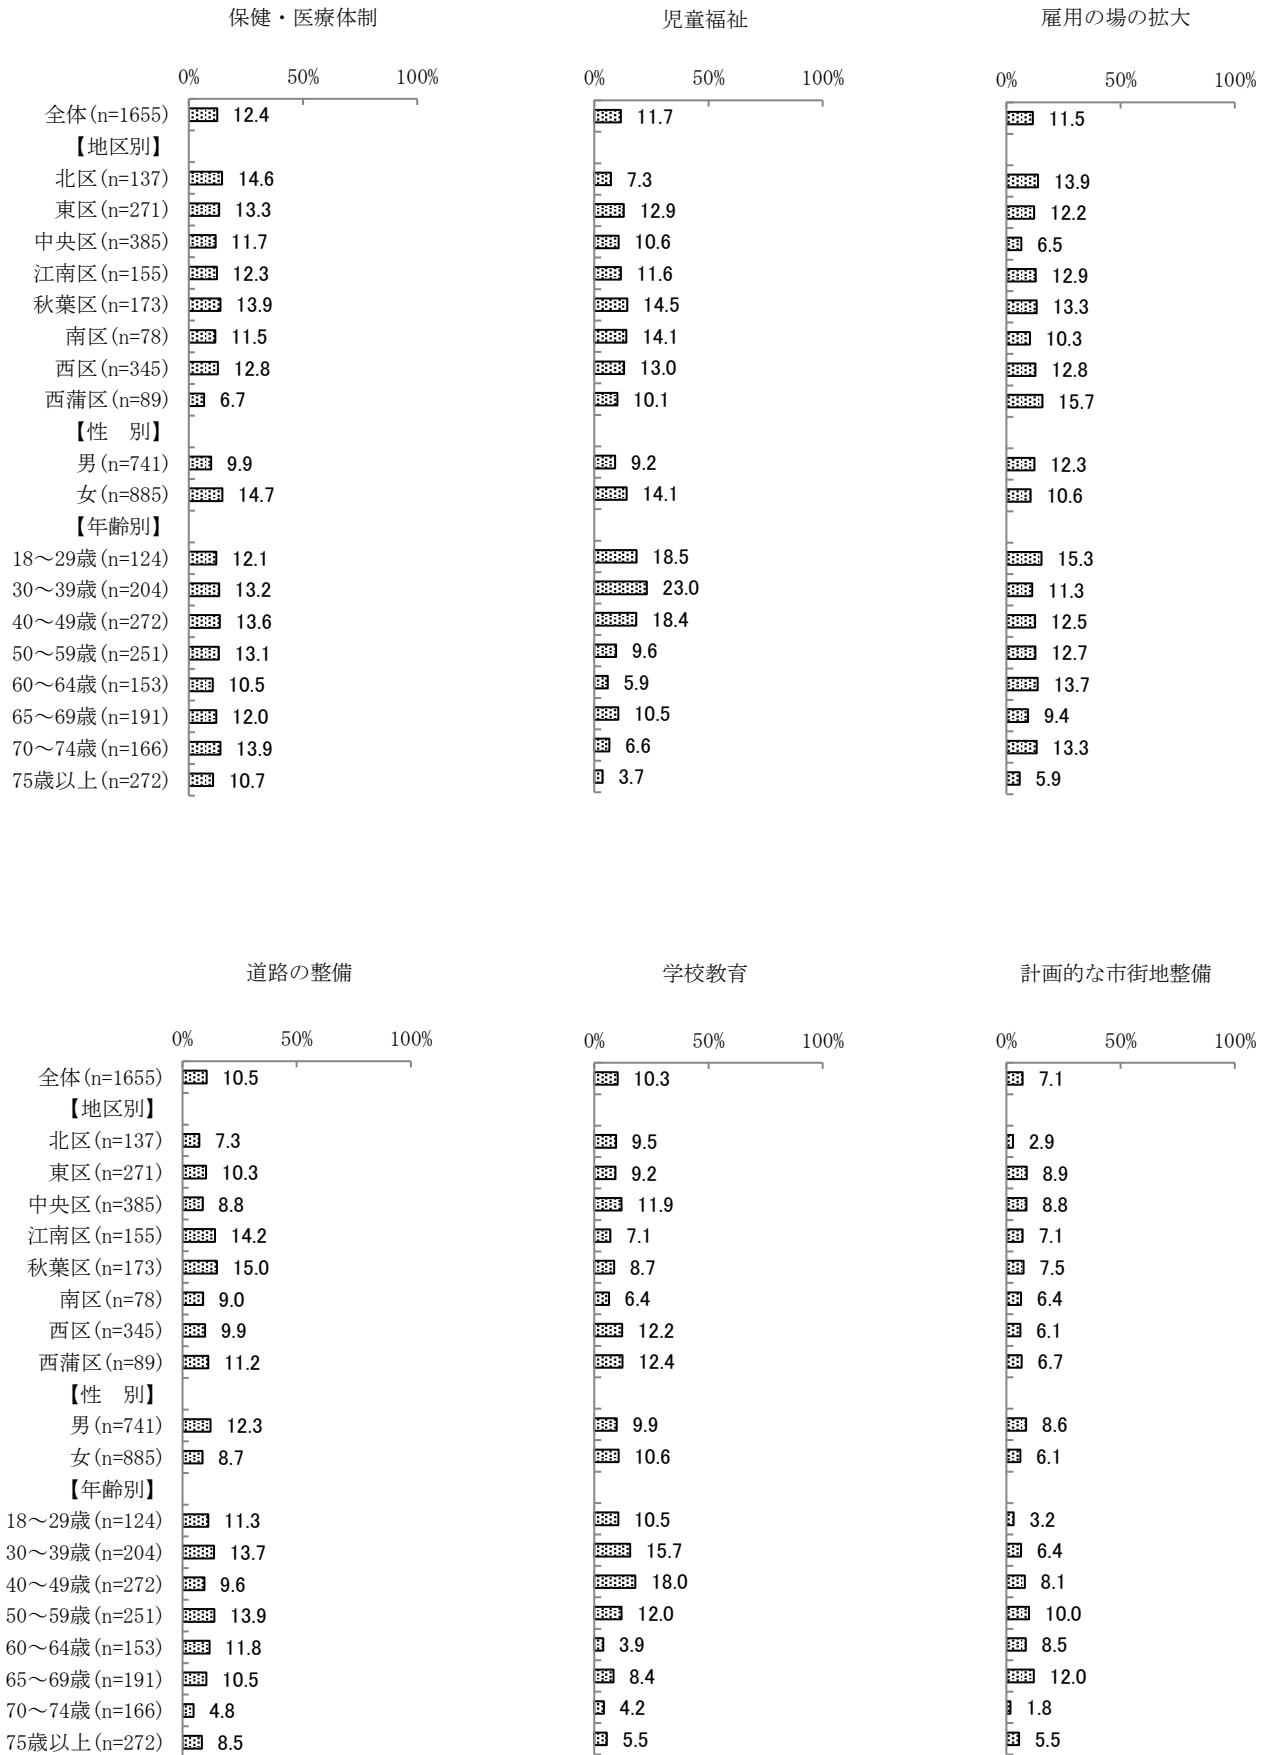 保健・医療体制
0% 50% 100%
全体(n=1655) 12.4
【地区別】
北区(n=137) 14.6
東区(n=271) 13.3
中央区(n=385) 11.7
江南区(n=155) 12.3
秋葉区(n=173) 13.9
南区(n=78) 11.5
西区(n=345) 12.8
西蒲区(n=89) 6.7
【性　別】
男(n=741) 9.9
女(n=885) 14.7
【年齢別】
18～29歳(n=124) 12.1
30～39歳(n=204) 13.2
40～49歳(n=272) 13.6
50～59歳(n=251) 13.1
60～64歳(n=153) 10.5
65～69歳(n=191) 12.0
70～74歳(n=166) 13.9
75歳以上(n=272) 10.7
児童福祉
0% 50% 100%
11.7
7.3
12.9
10.6
11.6
14.5
14.1
13.0
10.1
9.2
14.1
18.5
23.0
18.4
9.6
5.9
10.5
6.6
3.7
雇用の場の拡大
0% 50% 100%
11.5
13.9
12.2
6.5
12.9
13.3
10.3
12.8
15.7
12.3
10.6
15.3
11.3
12.5
12.7
13.7
9.4
13.3
5.9
道路の整備
0% 50% 100%
全体(n=1655) 10.5
【地区別】
北区(n=137) 7.3
東区(n=271) 10.3
中央区(n=385) 8.8
江南区(n=155) 14.2
秋葉区(n=173) 15.0
南区(n=78) 9.0
西区(n=345) 9.9
西蒲区(n=89) 11.2
【性　別】
男(n=741) 12.3
女(n=885) 8.7
【年齢別】
18～29歳(n=124) 11.3
30～39歳(n=204) 13.7
40～49歳(n=272) 9.6
50～59歳(n=251) 13.9
60～64歳(n=153) 11.8
65～69歳(n=191) 10.5
70～74歳(n=166) 4.8
75歳以上(n=272) 8.5
学校教育
0% 50% 100%
10.3
9.5
9.2
11.9
7.1
8.7
6.4
12.2
12.4
9.9
10.6
10.5
15.7
18.0
12.0
3.9
8.4
4.2
5.5
計画的な市街地整備
0% 50% 100%
7.1
2.9
8.9
8.8
7.1
7.5
6.4
6.1
6.7
8.6
6.1
3.2
6.4
8.1
10.0
8.5
12.0
1.8
5.5